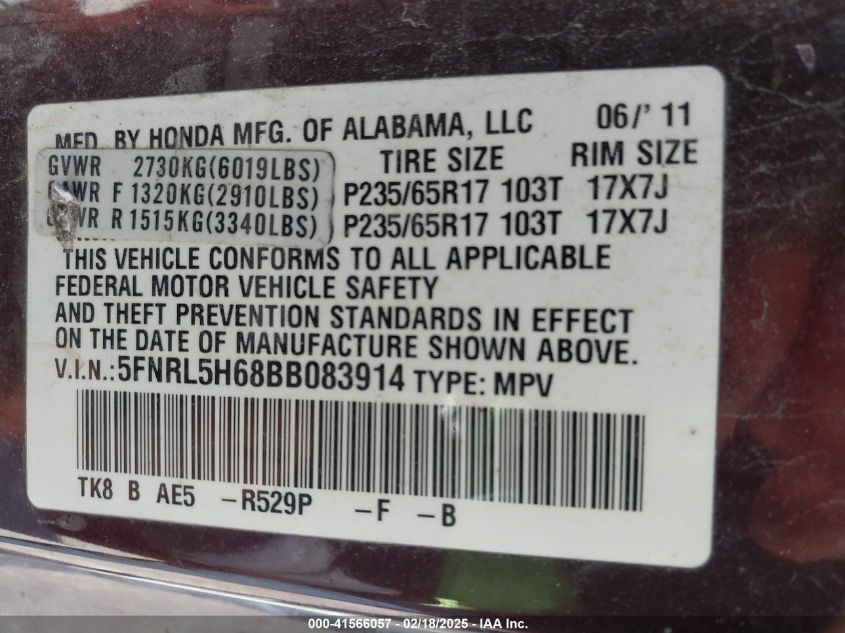 MFD. BY HONDA MFG. OF ALABAMA, LLC 06/' 11
GVWR 2730KG(6019LBS) TIRE SIZE RIM SIZE
GAWR F 1320KG(2910LBS) P235/65R17 103T 17X7J
GAWR R 1515KG(3340LBS) P235/65R17 103T 17X7J
THIS VEHICLE CONFORMS TO ALL APPLICABLE
FEDERAL MOTOR VEHICLE SAFETY
AND THEFT PREVENTION STANDARDS IN EFFECT
ON THE DATE OF MANUFACTURE SHOWN ABOVE.
V.I.N.: 5FNRL5H68BB083914 TYPE: MPV
TK8 B AE5 -R529P -F -B
000-41566057 - 02/18/2025 - IAA Inc.